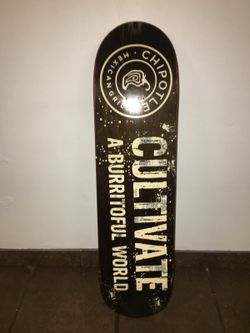 CHIPOTLE
MEXICAN GRILL
CULTIVATE
A BURRITOFUL WORLD